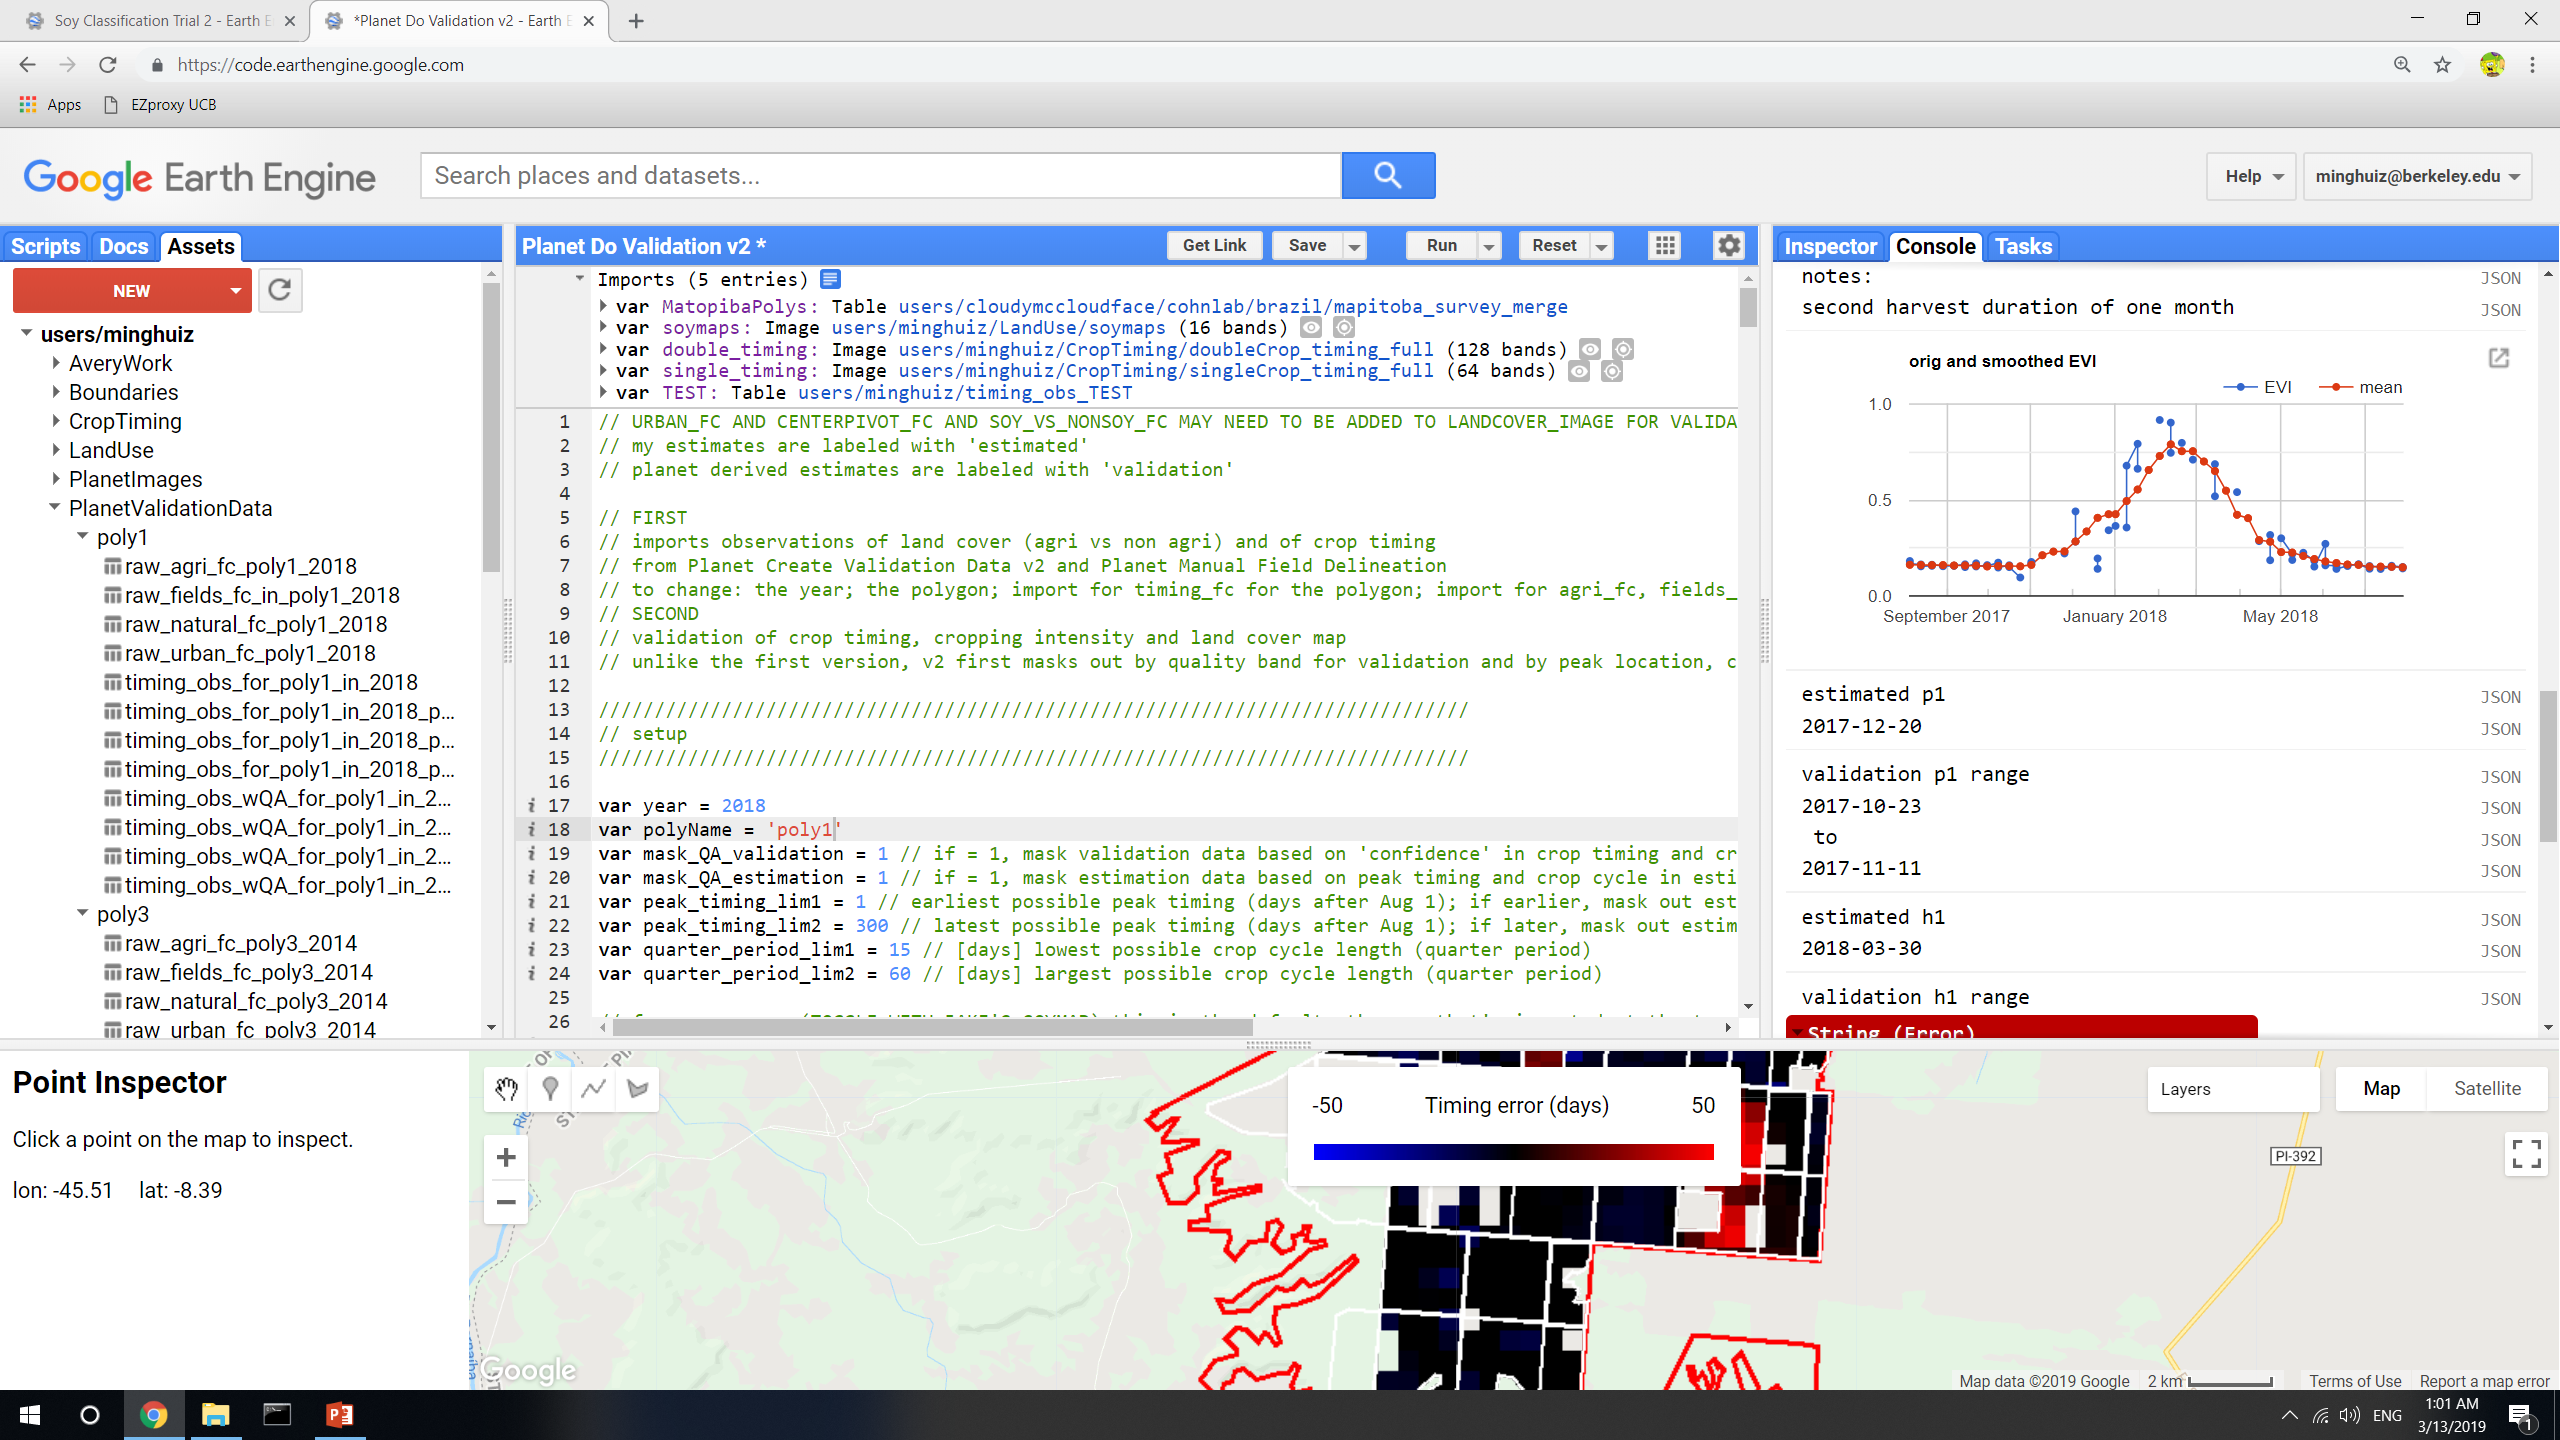 Soy Classification Trial 2 - Earth E
*Planet Do Validation v2 - Earth E
https://code.earthengine.google.com
Apps
EZproxy UCB
Google Earth Engine
Search places and datasets...
Help
minghuiz@berkeley.edu
Scripts Docs Assets
NEW
users/minghuiz
AveryWork
Boundaries
CropTiming
LandUse
PlanetImages
PlanetValidationData
poly1
raw_agri_fc_poly1_2018
raw_fields_fc_in_poly1_2018
raw_natural_fc_poly1_2018
raw_urban_fc_poly1_2018
timing_obs_for_poly1_in_2018
timing_obs_for_poly1_in_2018_p...
timing_obs_for_poly1_in_2018_p...
timing_obs_for_poly1_in_2018_p...
timing_obs_wQA_for_poly1_in_2...
timing_obs_wQA_for_poly1_in_2...
timing_obs_wQA_for_poly1_in_2...
timing_obs_wQA_for_poly1_in_2...
poly3
raw_agri_fc_poly3_2014
raw_fields_fc_poly3_2014
raw_natural_fc_poly3_2014
raw_urban_fc_poly3_2014
Planet Do Validation v2 *
Get Link Save Run Reset
Imports (5 entries)
var MatopibaPolys: Table users/cloudymccloudface/cohnlab/brazil/mapitoba_survey_merge
var soymaps: Image users/minghuiz/LandUse/soymaps (16 bands)
var double_timing: Image users/minghuiz/CropTiming/doubleCrop_timing_full (128 bands)
var single_timing: Image users/minghuiz/CropTiming/singleCrop_timing_full (64 bands)
var TEST: Table users/minghuiz/timing_obs_TEST
1 // URBAN_FC AND CENTERPIVOT_FC AND SOY_VS_NONSOY_FC MAY NEED TO BE ADDED TO LANDCOVER_IMAGE FOR VALIDA
2 // my estimates are labeled with 'estimated'
3 // planet derived estimates are labeled with 'validation'
4
5 // FIRST
6 // imports observations of land cover (agri vs non agri) and of crop timing
7 // from Planet Create Validation Data v2 and Planet Manual Field Delineation
8 // to change: the year; the polygon; import for timing_fc for the polygon; import for agri_fc, fields_
9 // SECOND
10 // validation of crop timing, cropping intensity and land cover map
11 // unlike the first version, v2 first masks out by quality band for validation and by peak location, c
12
13 //////////////////////////////////////////////////////////////////////////////
14 // setup
15 //////////////////////////////////////////////////////////////////////////////
16
i 17 var year = 2018
i 18 var polyName = 'poly1'
i 19 var mask_QA_validation = 1 // if = 1, mask validation data based on 'confidence' in crop timing and cr
i 20 var mask_QA_estimation = 1 // if = 1, mask estimation data based on peak timing and crop cycle in esti
i 21 var peak_timing_lim1 = 1 // earliest possible peak timing (days after Aug 1); if earlier, mask out est
i 22 var peak_timing_lim2 = 300 // latest possible peak timing (days after Aug 1); if later, mask out estim
i 23 var quarter_period_lim1 = 15 // [days] lowest possible crop cycle length (quarter period)
i 24 var quarter_period_lim2 = 60 // [days] largest possible crop cycle length (quarter period)
25
26
Inspector Console Tasks
notes: JSON
second harvest duration of one month JSON
orig and smoothed EVI
EVI mean
1.0
0.5
0.0
September 2017 January 2018 May 2018
estimated p1 JSON
2017-12-20 JSON
validation p1 range JSON
2017-10-23 JSON
to JSON
2017-11-11 JSON
estimated h1 JSON
2018-03-30 JSON
validation h1 range JSON
String (Error)
Point Inspector
Click a point on the map to inspect.
lon: -45.51 lat: -8.39
-50 Timing error (days) 50
Layers
Map Satellite
PI-392
Google
Map data ©2019 Google 2 km Terms of Use Report a map error
ENG
1:01 AM
3/13/2019
1